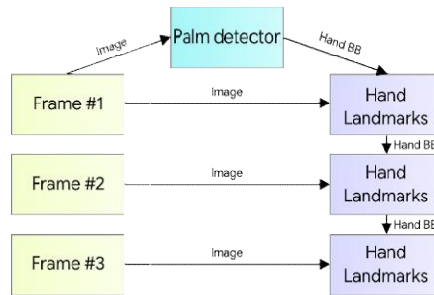 Image
Palm detector
Hand BB
Frame #1
Image
Hand
Landmarks
Hand BB
Frame #2
Image
Hand
Landmarks
Hand BB
Frame #3
Image
Hand
Landmarks